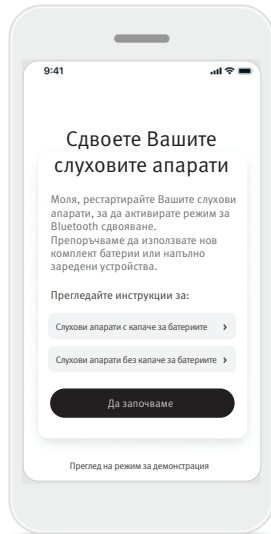 9:41
Сдвоете Вашите
слуховите апарати
Моля, рестартирайте Вашите слухови
апарати, за да активирате режим за
Bluetooth сдвояване.
Препоръчваме да използвате нов
комплект батерии или напълно
заредени устройства.
Прегледайте инструкции за:
Слухови апарати с капаче за батериите
Слухови апарати без капаче за батериите
Да започваме
Преглед на режим за демонстрация